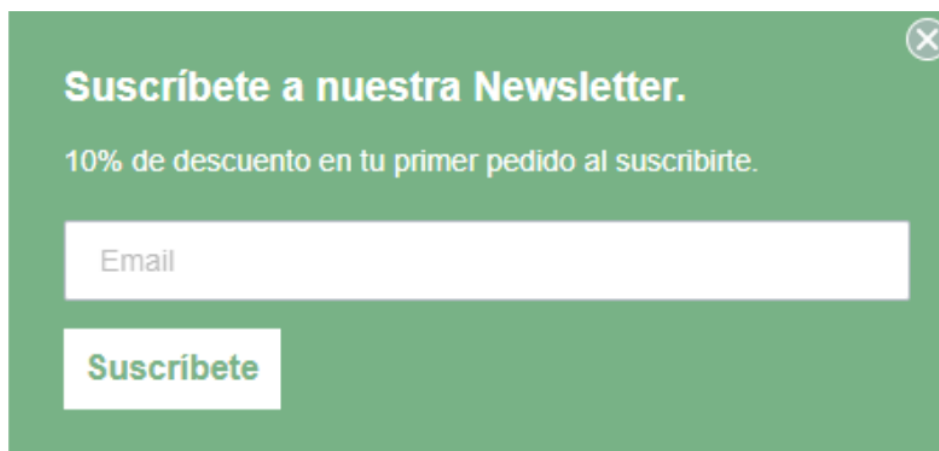 Suscríbete a nuestra Newsletter.
10% de descuento en tu primer pedido al suscribirte.
Email
Suscríbete